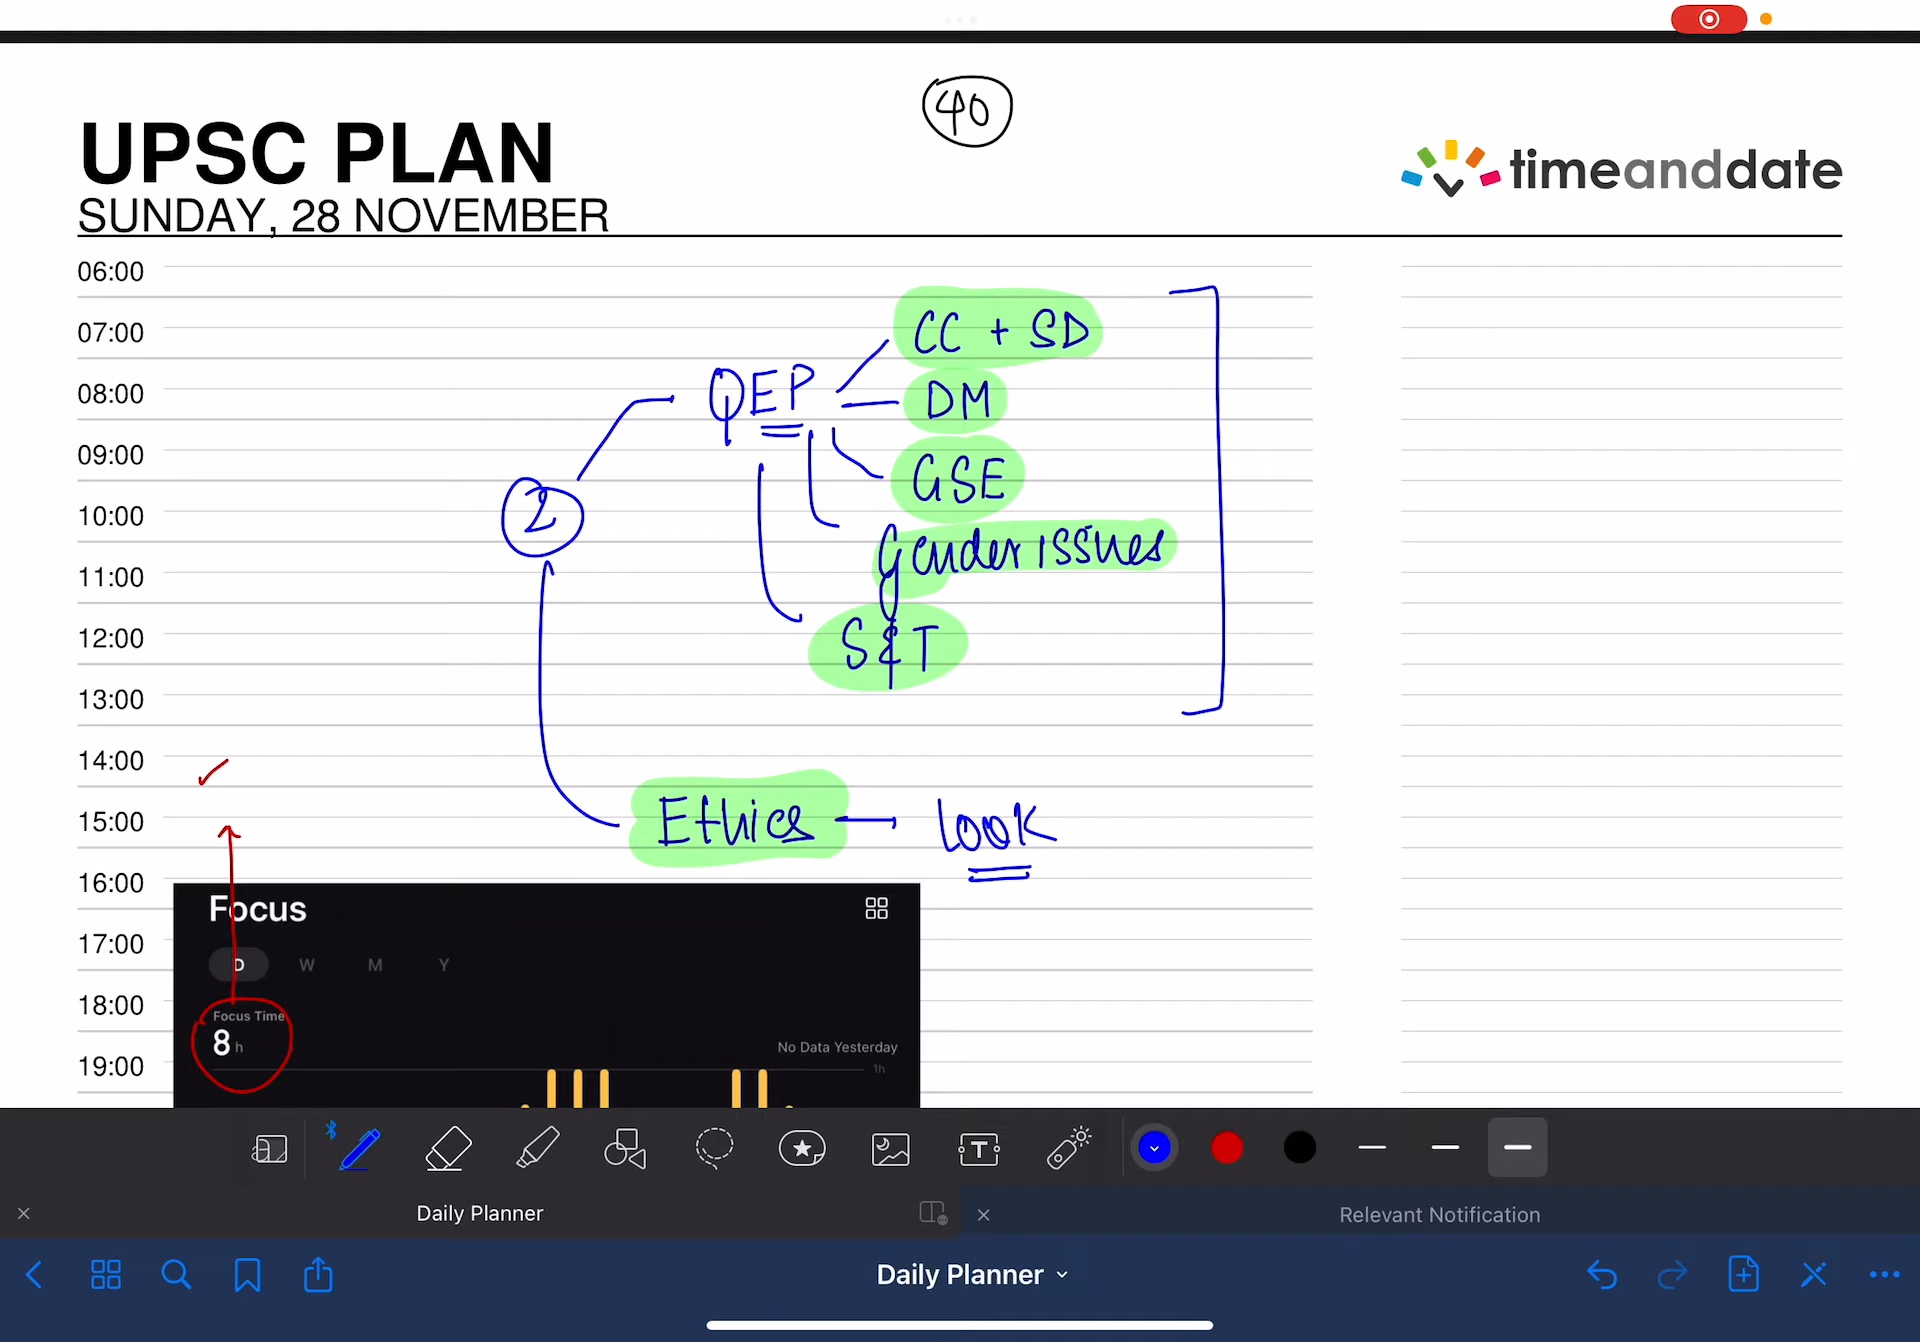 40
UPSC PLAN
timeanddate
SUNDAY, 28 NOVEMBER
06:00
07:00
08:00
09:00
10:00
11:00
12:00
13:00
14:00
15:00
16:00
17:00
18:00
19:00
CC + SD
QEP
DM
GSE
2
Gender issues
S&T
Ethics — Look
Focus
D W M Y
Focus Time
8 h
No Data Yesterday
1h
Daily Planner
Relevant Notification
Daily Planner